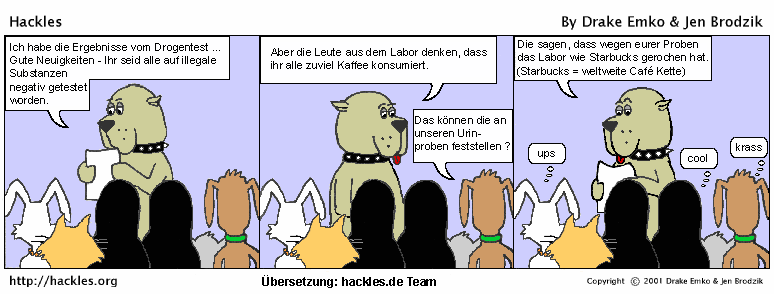 Hackles
By Drake Emko & Jen Brodzik
Ich habe die Ergebnisse vom Drogentest ...
Gute Neuigkeiten - Ihr seid alle auf illegale
Substanzen
negativ getestet
worden.
Aber die Leute aus dem Labor denken, dass
ihr alle zuviel Kaffee konsumiert.
Das können die an
unseren Urin-
proben feststellen ?
Die sagen, dass wegen eurer Proben
das Labor wie Starbucks gerochen hat.
(Starbucks = weltweite Café Kette)
ups
cool
krass
http://hackles.org
Übersetzung: hackles.de Team
Copyright © 2001 Drake Emko & Jen Brodzik